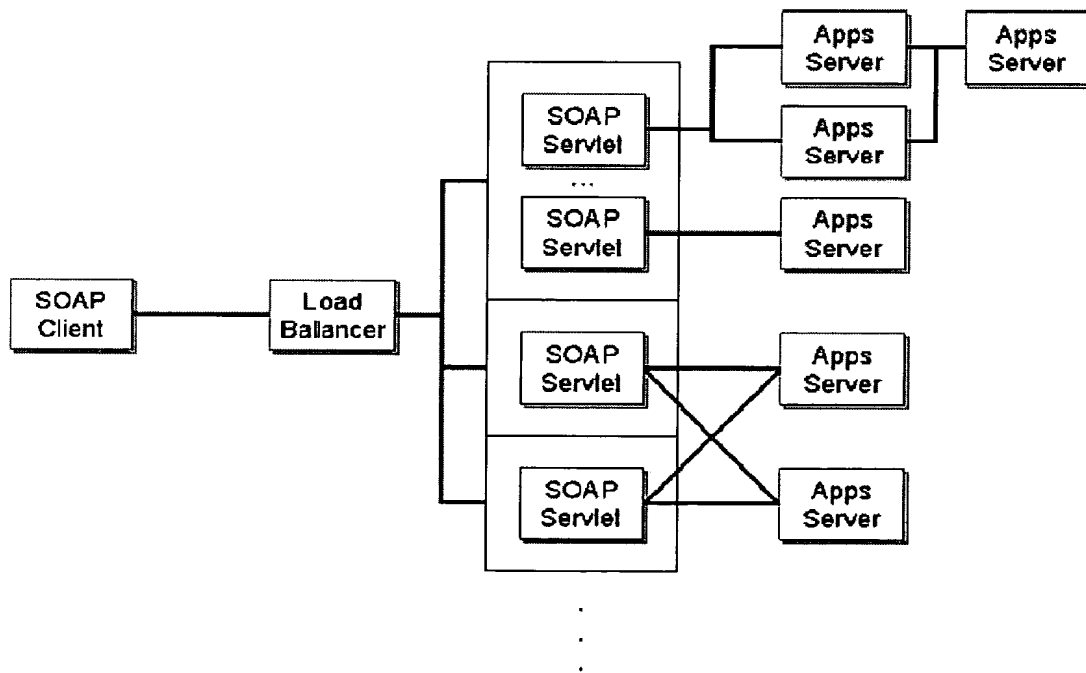 Apps
Server
Apps
Server
SOAP
Servlet
Apps
Server
...
SOAP
Servlet
Apps
Server
SOAP
Client
Load
Ballancer
SOAP
Servlet
Apps
Server
SOAP
Servlet
Apps
Server
.
.
.